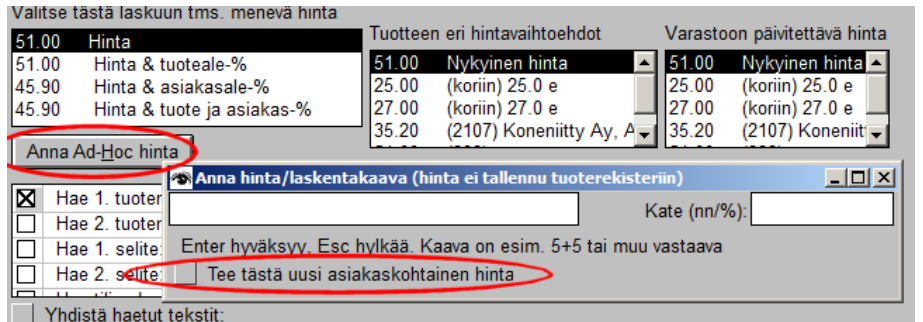 Valitse tästä laskuun tms. menevä hinta
51.00 Hinta
51.00 Hinta & tuoteale-%
45.90 Hinta & asiakasale-%
45.90 Hinta & tuote ja asiakas-%
Tuotteen eri hintavaihtoehdot
51.00 Nykyinen hinta
25.00 (koriin) 25.0 e
27.00 (koriin) 27.0 e
35.20 (2107) Koneniitty Ay, A
Varastoon päivitettävä hinta
51.00 Nykyinen hinta
25.00 (koriin) 25.0 e
27.00 (koriin) 27.0 e
35.20 (2107) Koneniitt
Anna Ad-Hoc hinta
Anna hinta/laskentakaava (hinta ei tallennu tuoterekisteriin)
Kate (nn/%):
Enter hyväksyy, Esc hylkää. Kaava on esim. 5+5 tai muu vastaava
Tee tästä uusi asiakaskohtainen hinta
Hae 1. tuoter
Hae 2. tuoter
Hae 1. selite:
Hae 2. selite:
Yhdistä haetut tekstit: